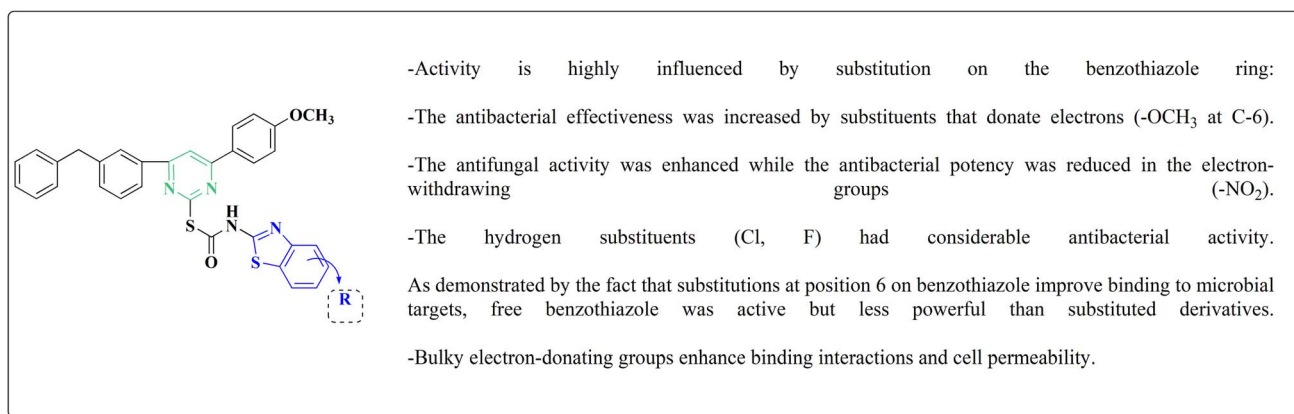 -Activity is highly influenced by substitution on the benzothiazole ring:
-The antibacterial effectiveness was increased by substituents that donate electrons (-OCH₃ at C-6).
-The antifungal activity was enhanced while the antibacterial potency was reduced in the electron-
withdrawing groups (-NO₂).
-The hydrogen substituents (Cl, F) had considerable antibacterial activity.
As demonstrated by the fact that substitutions at position 6 on benzothiazole improve binding to microbial
targets, free benzothiazole was active but less powerful than substituted derivatives.
-Bulky electron-donating groups enhance binding interactions and cell permeability.
OCH₃
N N
H
S N N
O S
R